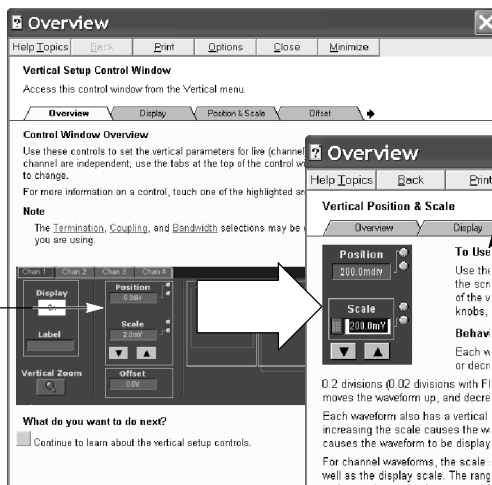 Overview
Help Topics Back Print Options Close Minimize
Vertical Setup Control Window
Access this control window from the Vertical menu.
Overview Display Position & Scale Offset
Control Window Overview
Use these controls to set the vertical parameters for live (channel
channel are independent; use the tabs at the top of the control wi
to change.
For more information on a control, touch one of the highlighted ar
Note
The Termination, Coupling, and Bandwidth selections may be
you are using.
Chan 1 Chan 2 Chan 3 Chan 4
Display
On
Label
Vertical Zoom
Position
0.0div
Scale
2.0mV
Offset
0.0V
What do you want to do next?
Continue to learn about the vertical setup controls.
Overview
Help Topics Back Print
Vertical Position & Scale
Overview Display
Position
200.0mdiv
Scale
200.0mV
To Use
Use the
the scr
of the v
knobs,
Behavi
Each w
or decr
0.2 divisions (0.02 divisions with FI
moves the waveform up, and decre
Each waveform also has a vertical
increasing the scale causes the wa
causes the waveform to be display
For channel waveforms, the scale
well as the display scale. The rang